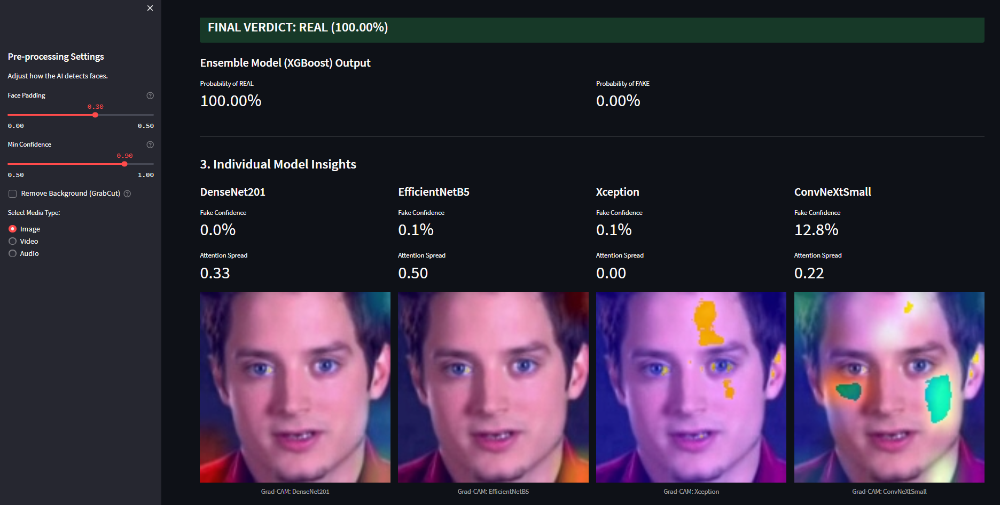 Pre-processing Settings
Adjust how the AI detects faces.
Face Padding
0.30
0.00 0.50
Min Confidence
0.90
0.50 1.00
Remove Background (GrabCut)
Select Media Type:
Image
Video
Audio
FINAL VERDICT: REAL (100.00%)
Ensemble Model (XGBoost) Output
Probability of REAL Probability of FAKE
100.00% 0.00%
3. Individual Model Insights
DenseNet201 EfficientNetB5 Xception ConvNeXtSmall
Fake Confidence Fake Confidence Fake Confidence Fake Confidence
0.0% 0.1% 0.1% 12.8%
Attention Spread Attention Spread Attention Spread Attention Spread
0.33 0.50 0.00 0.22
Grad-CAM: DenseNet201 Grad-CAM: EfficientNetB5 Grad-CAM: Xception Grad-CAM: ConvNeXtSmall